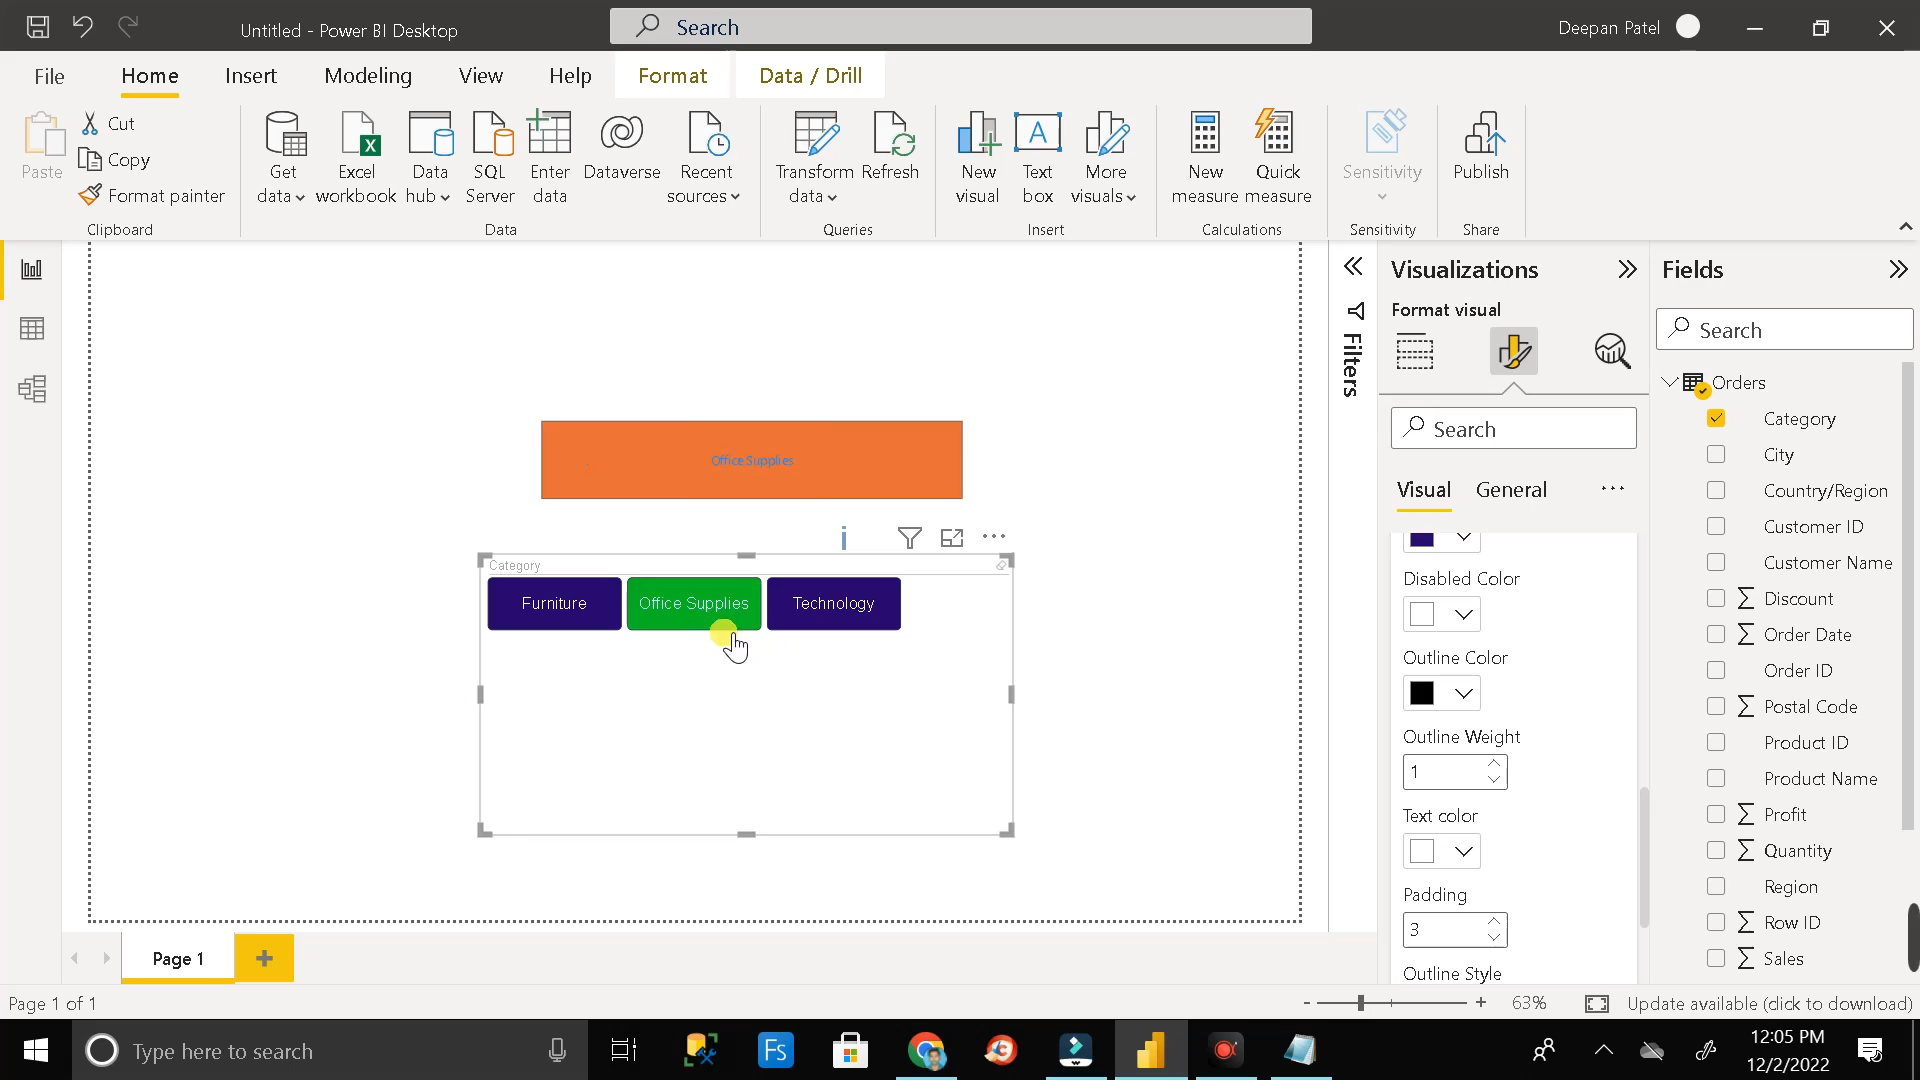 Untitled - Power BI Desktop
Search
Deepan Patel
File
Home
Insert
Modeling
View
Help
Format
Data / Drill
Paste
Cut
Copy
Format painter
Clipboard
Get data
Excel workbook
Data hub
SQL Server
Enter data
Dataverse
Recent sources
Data
Transform data
Refresh
Queries
New visual
Text box
More visuals
Insert
New measure
Quick measure
Calculations
Sensitivity
Sensitivity
Publish
Share
Office Supplies
Category
Furniture
Office Supplies
Technology
Filters
Visualizations
Format visual
Search
Visual
General
Disabled Color
Outline Color
Outline Weight
1
Text color
Padding
3
Outline Style
Fields
Search
Orders
Category
City
Country/Region
Customer ID
Customer Name
Discount
Order Date
Order ID
Postal Code
Product ID
Product Name
Profit
Quantity
Region
Row ID
Sales
Page 1
Page 1 of 1
63%
Update available (click to download)
Type here to search
Fs
12:05 PM
12/2/2022